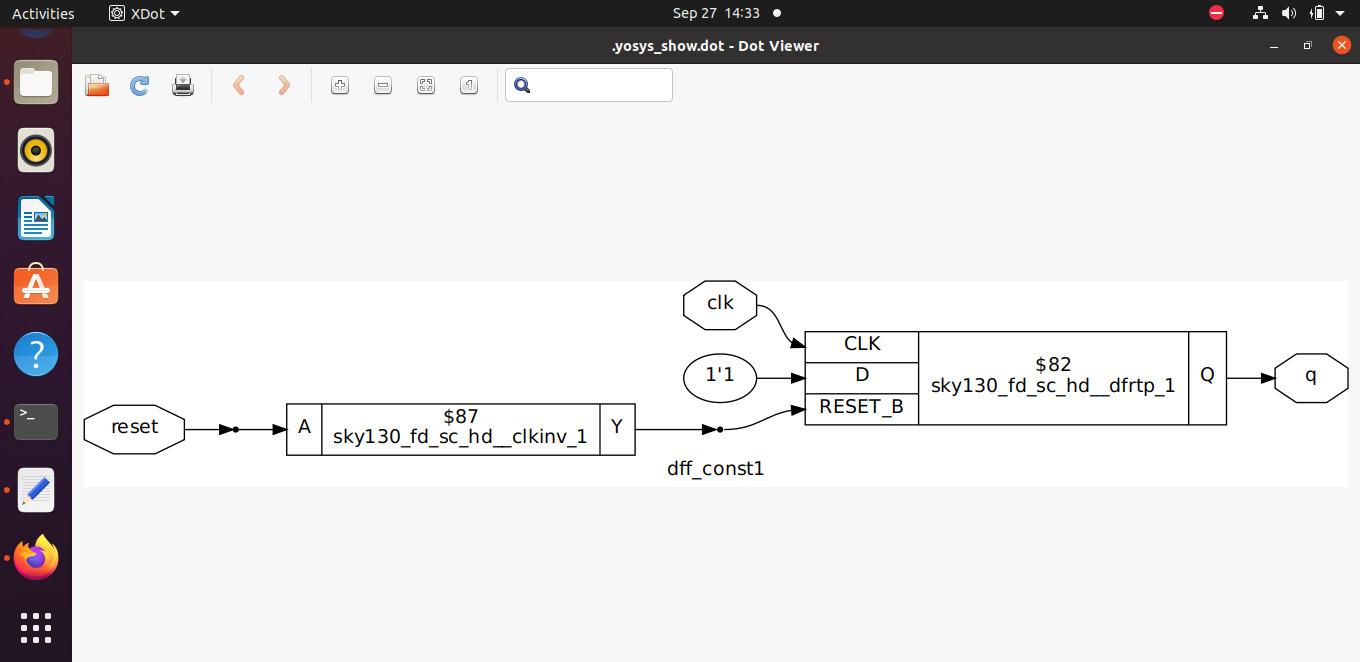 Activities
XDot
Sep 27 14:33
.yosys_show.dot - Dot Viewer
1
clk
CLK
$82
sky130_fd_sc_hd__dfrtp_1
1'1
D
Q
q
RESET_B
reset
A
$87
sky130_fd_sc_hd__clkinv_1
Y
dff_const1
>_
?